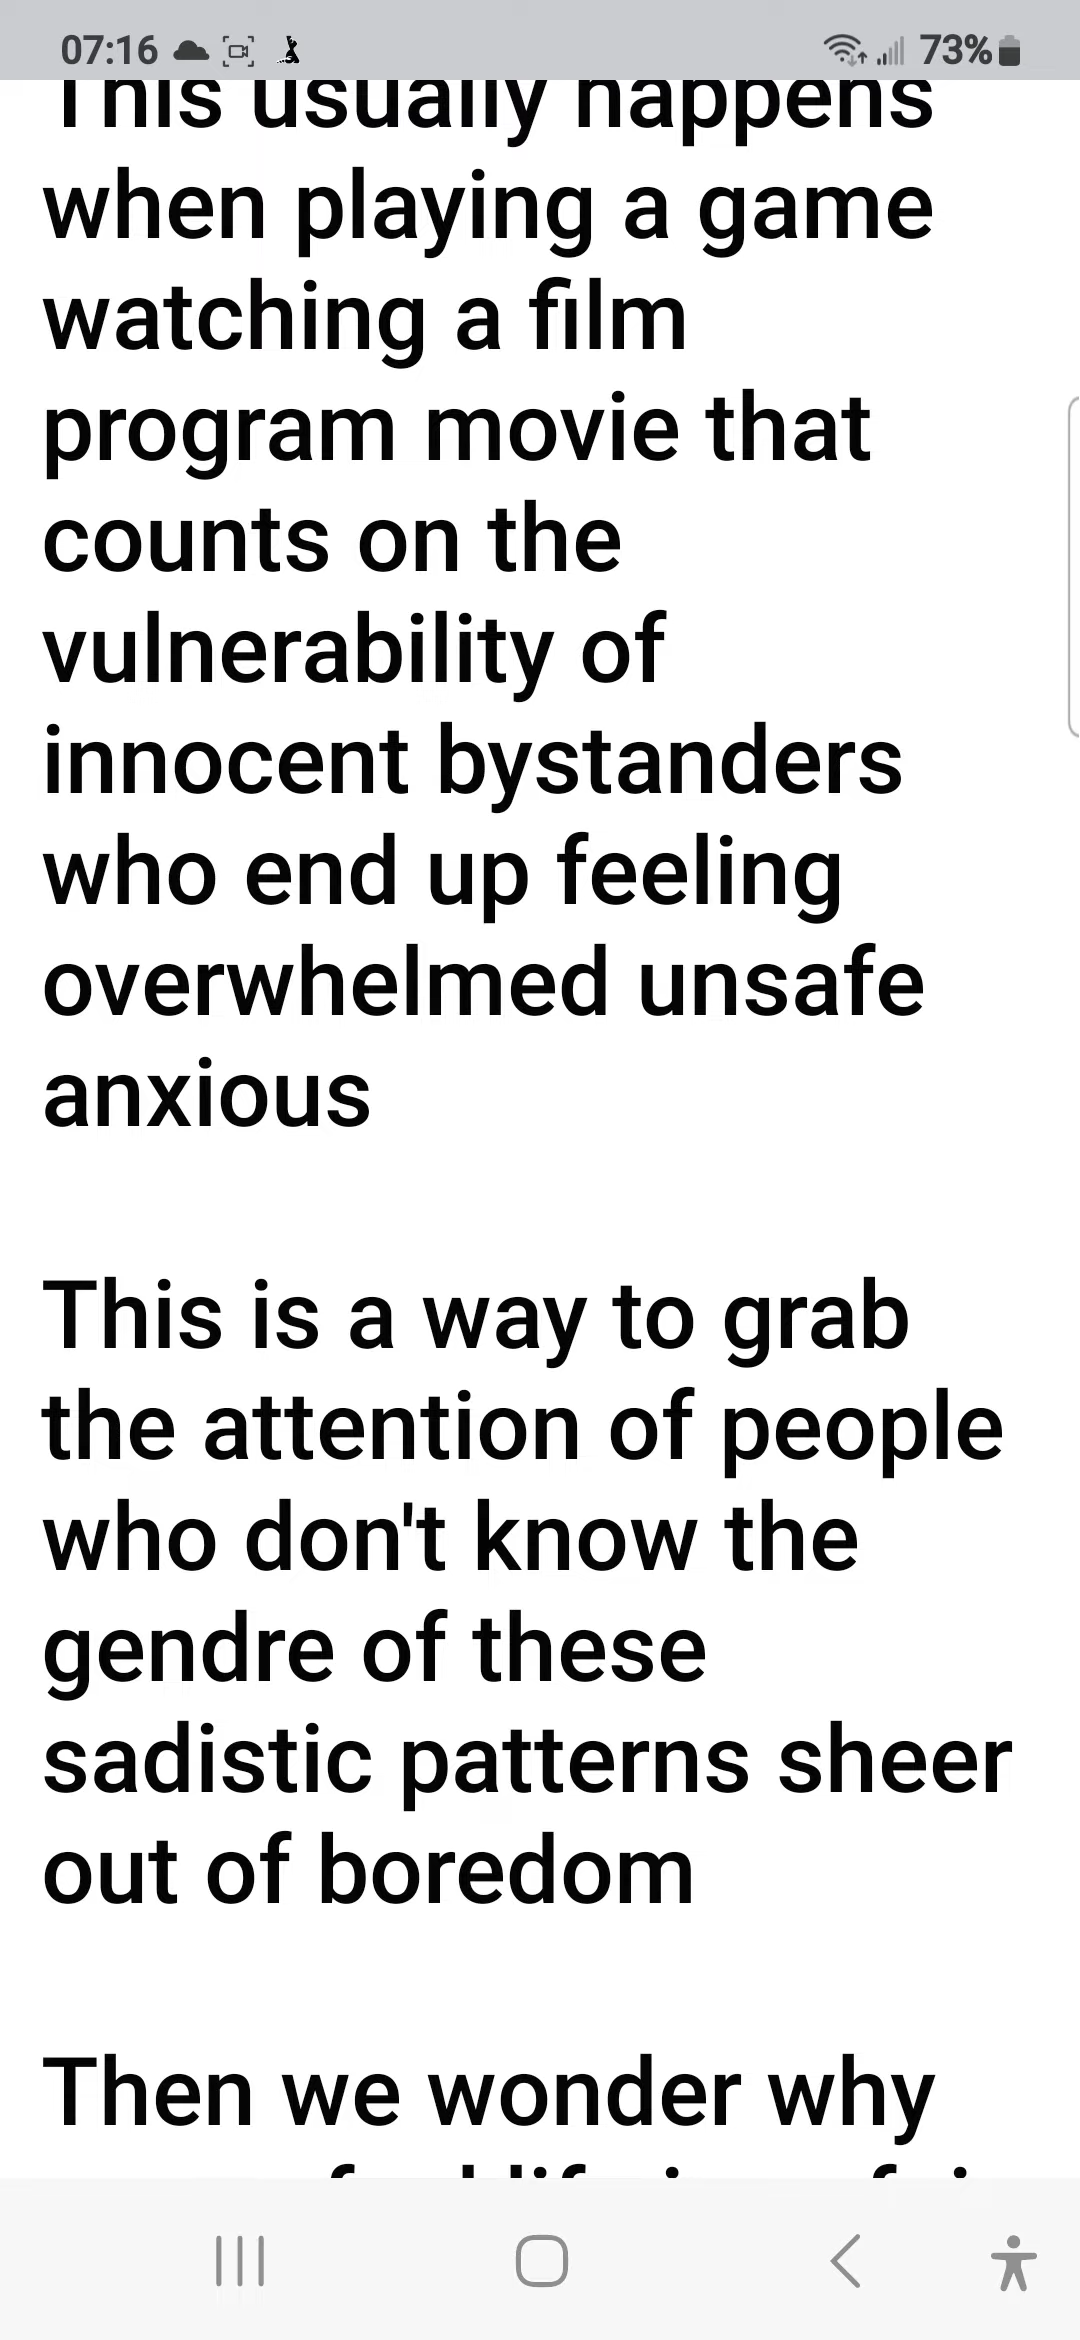 07:16
73%
This usually happens
when playing a game
watching a film
program movie that
counts on the
vulnerability of
innocent bystanders
who end up feeling
overwhelmed unsafe
anxious
This is a way to grab
the attention of people
who don't know the
gendre of these
sadistic patterns sheer
out of boredom
Then we wonder why